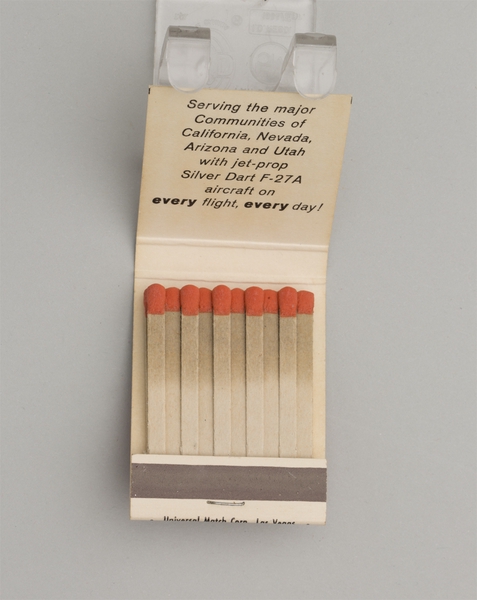 Serving the major
Communities of
California, Nevada,
Arizona and Utah
with jet-prop
Silver Dart F-27A
aircraft on
every flight, every day!
Universal Match Corp. Las Vegas